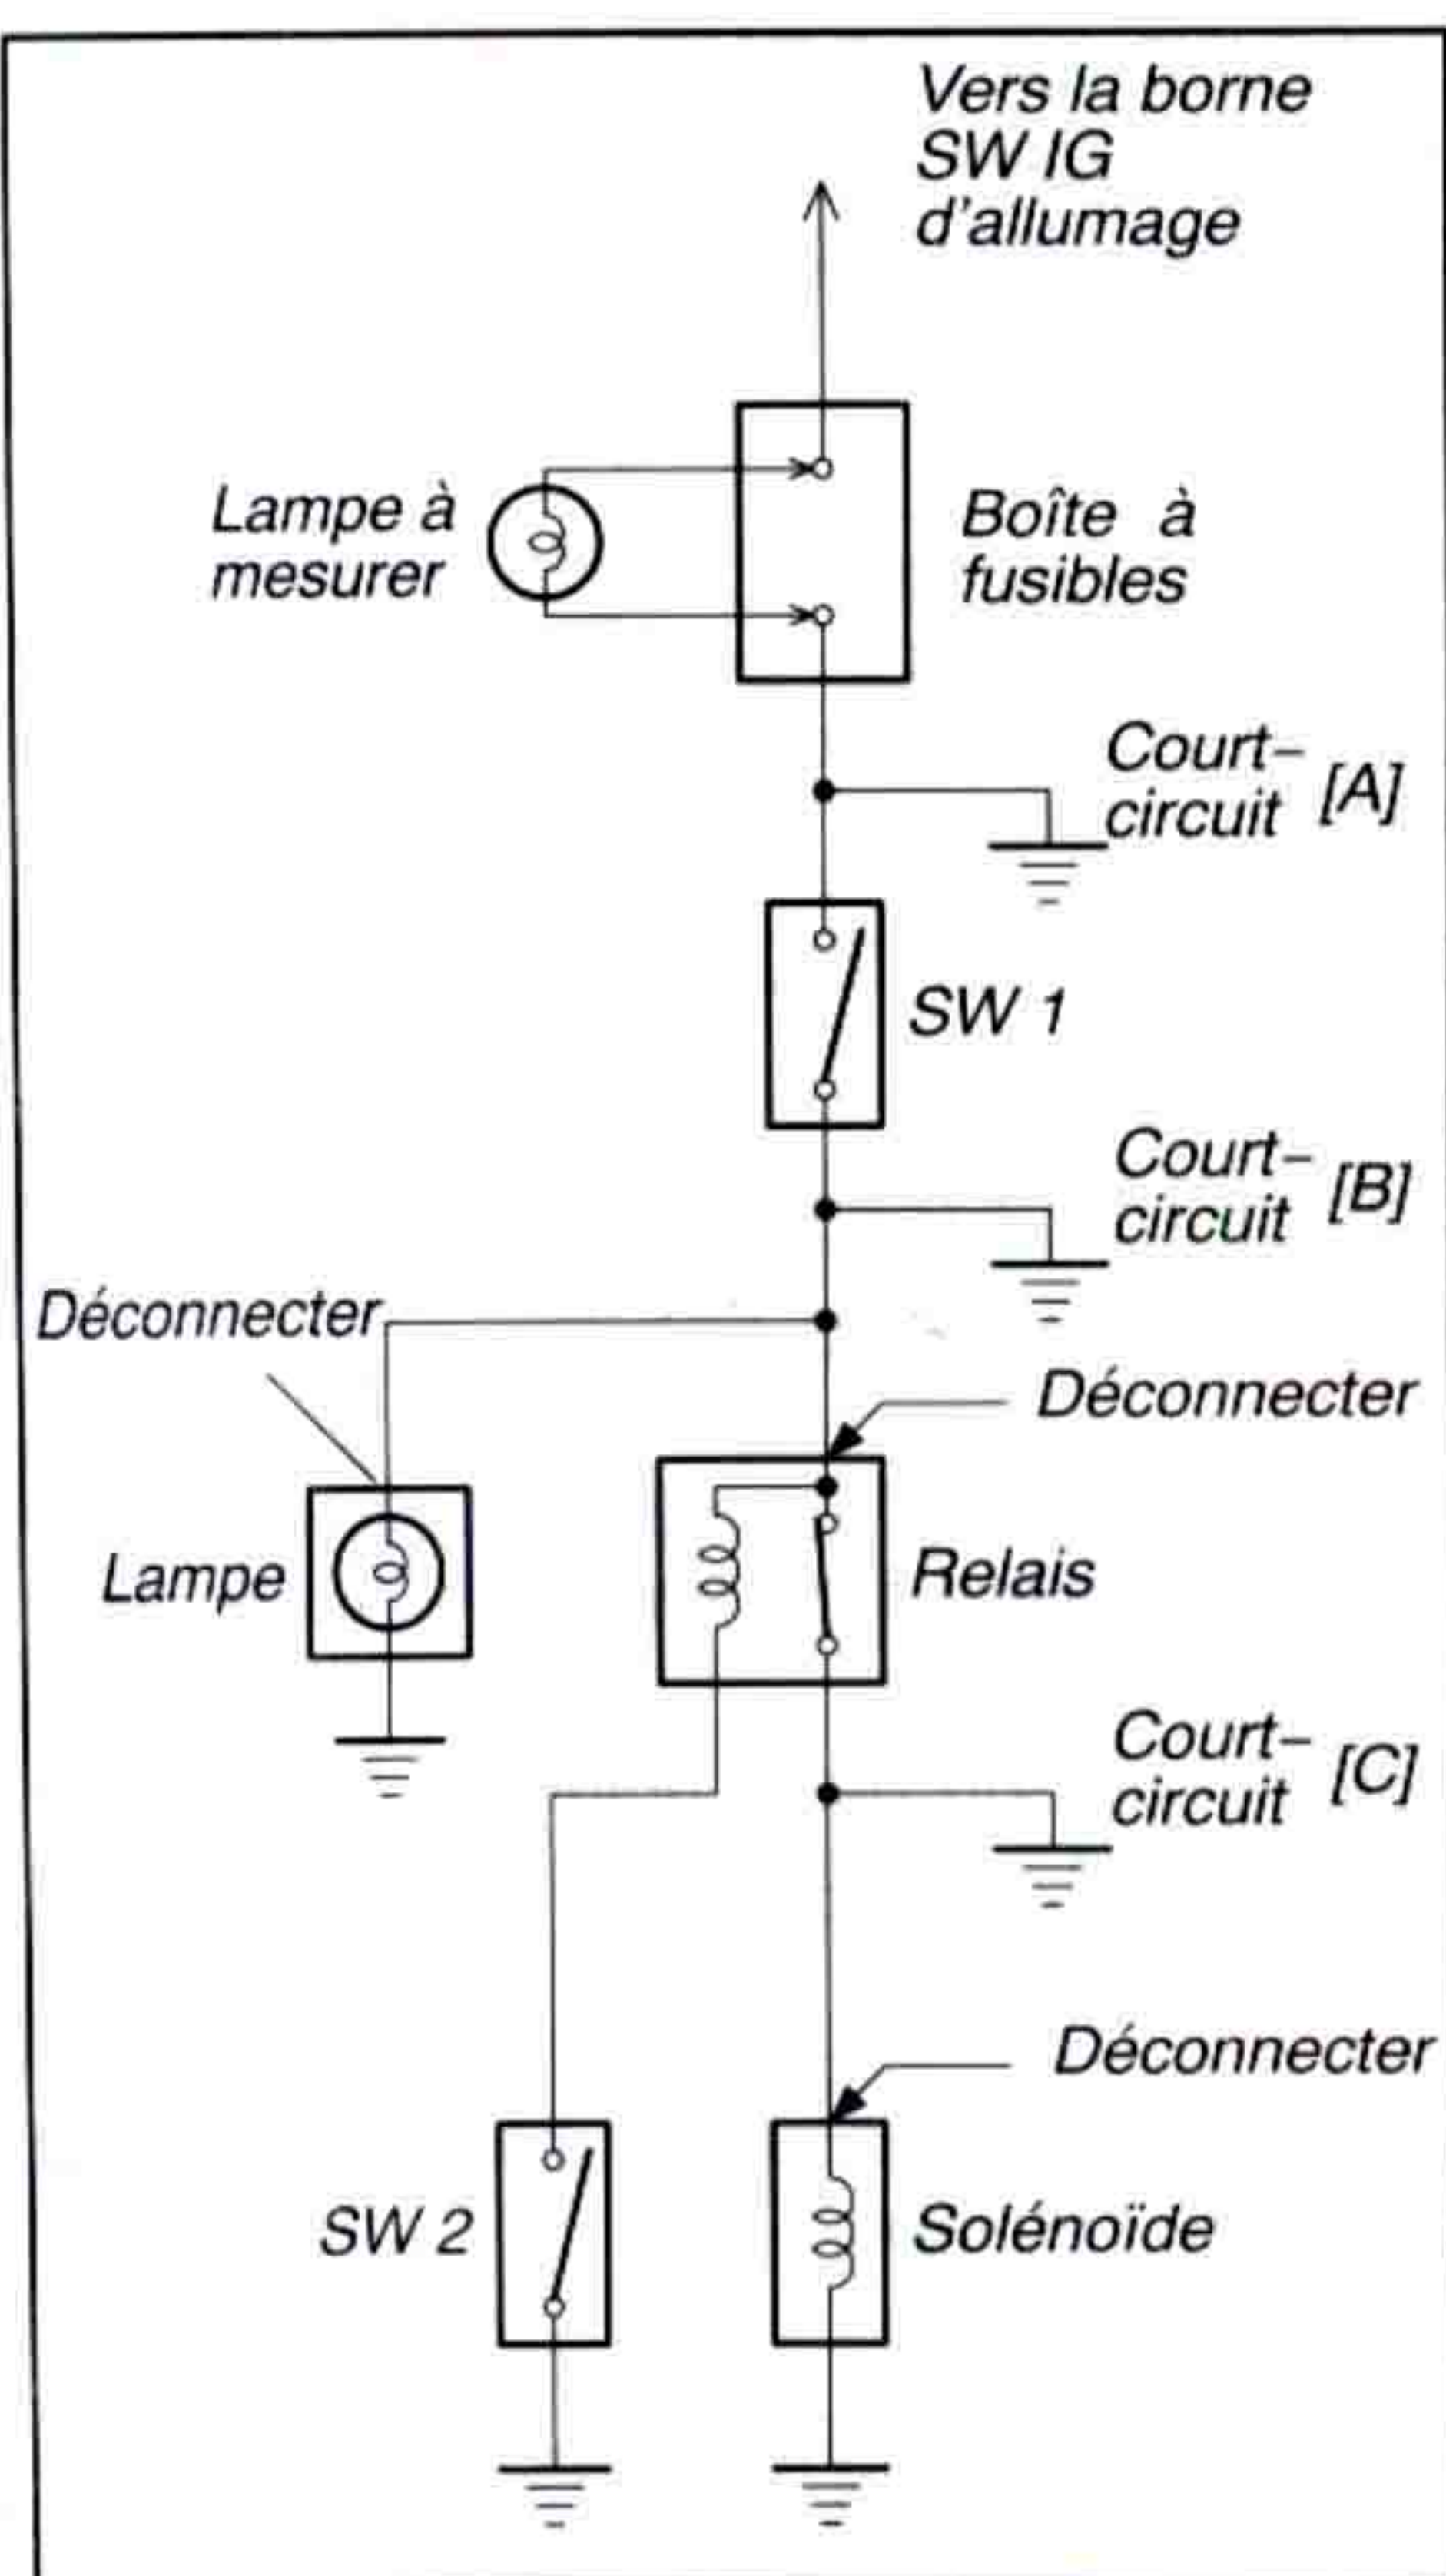 Vers la borne
SW IG
d'allumage
Lampe à
mesurer
Boîte à
fusibles
Court–
circuit [A]
SW 1
Court–
circuit [B]
Déconnecter
Déconnecter
Lampe
Relais
Court–
circuit [C]
Déconnecter
SW 2
Solénoïde